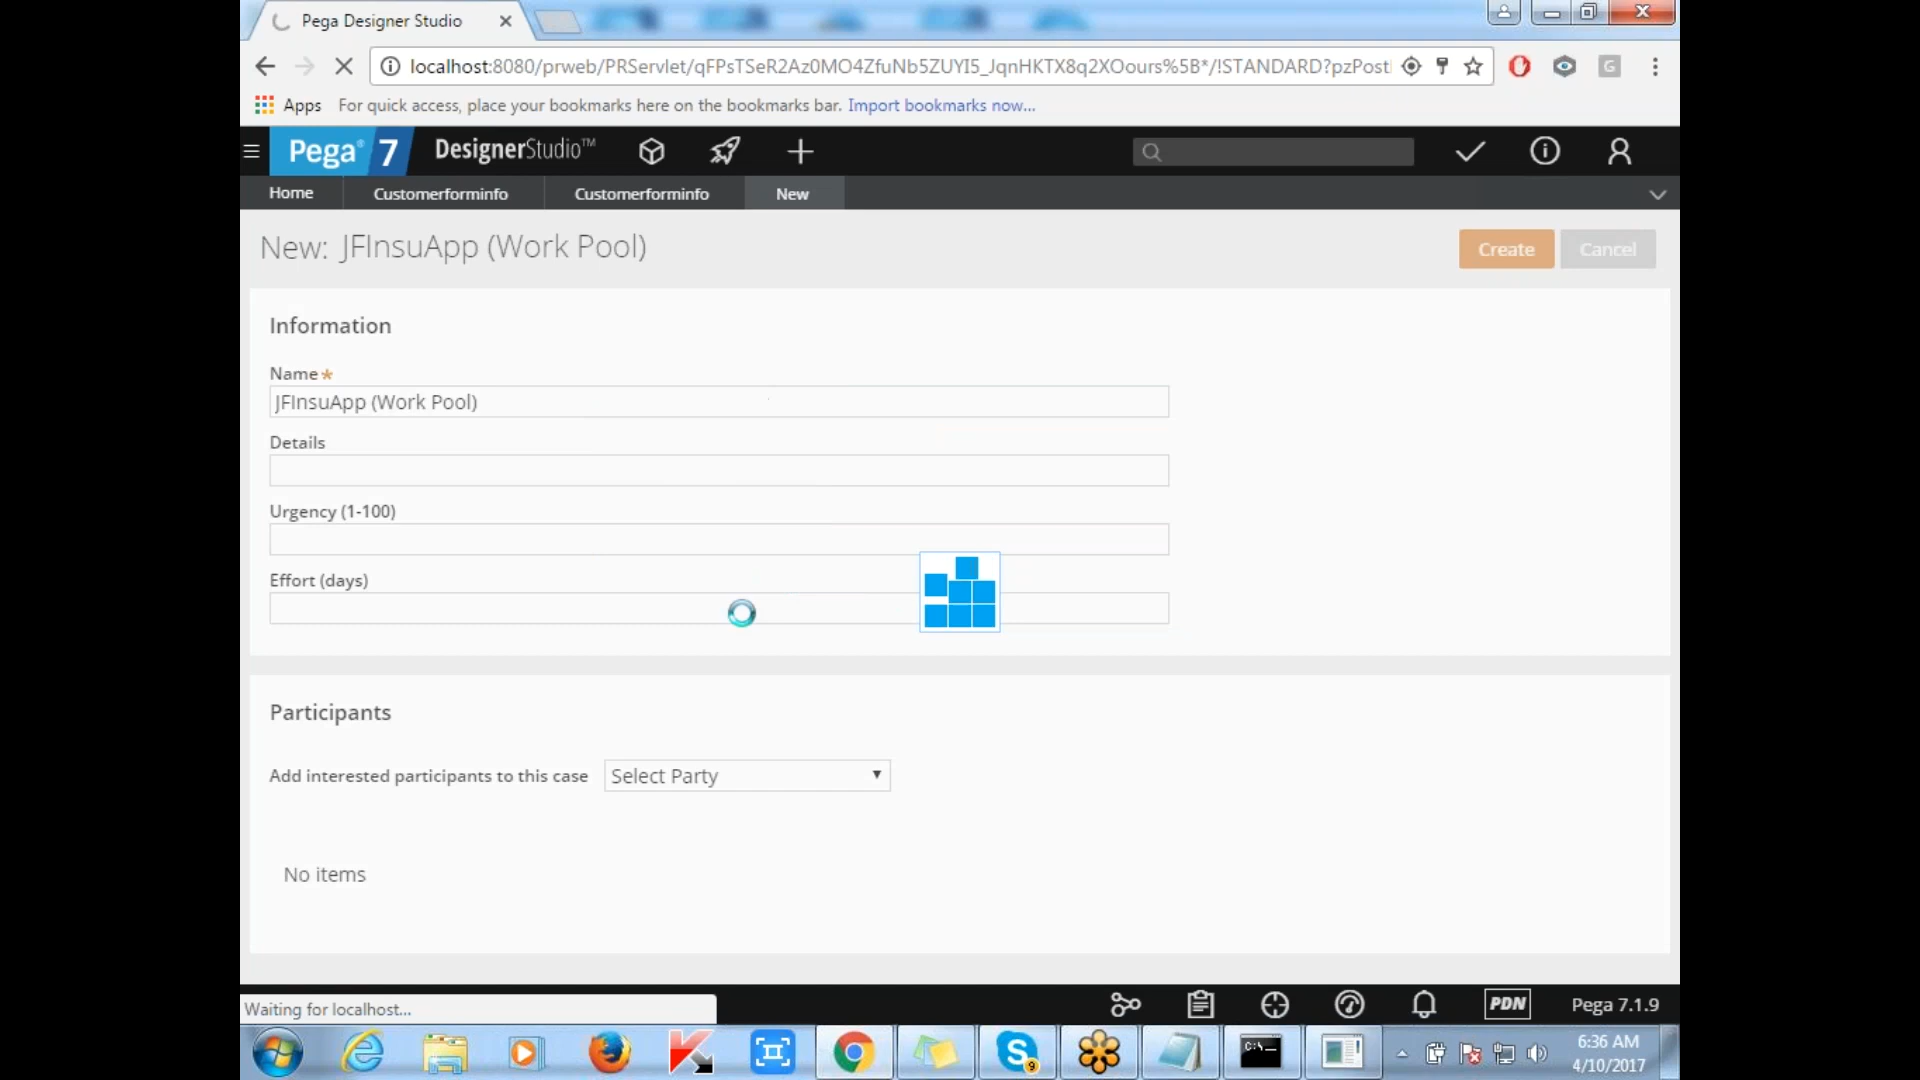 Pega Designer Studio
localhost:8080/prweb/PRServlet/qFPsTSeR2Az0MO4ZfuNb5ZUYI5_JqnHKTX8q2XOours%5B*/!STANDARD?pzPost
Apps For quick access, place your bookmarks here on the bookmarks bar. Import bookmarks now...
Pega® 7 DesignerStudio™
Home Customerforminfo Customerforminfo New
New: JFInsuApp (Work Pool) Create Cancel
Information
Name*
JFInsuApp (Work Pool)
Details
Urgency (1-100)
Effort (days)
Participants
Add interested participants to this case Select Party
No items
PDN Pega 7.1.9
Waiting for localhost...
6:36 AM
4/10/2017